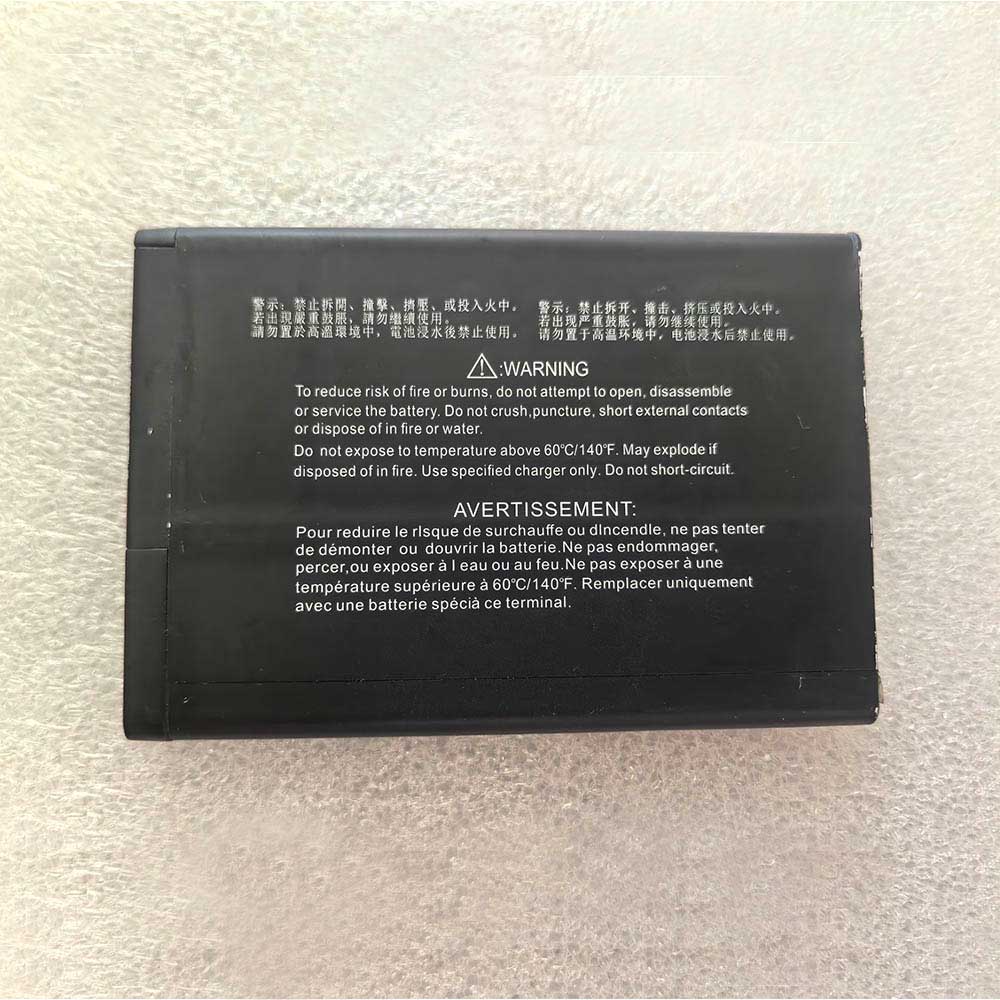 警示：禁止拆開、撞擊、擠壓、或投入火中。
若出現嚴重鼓脹，請勿繼續使用。
請勿置於高溫環境中，電池浸水後禁止使用。
警示：禁止拆开、撞击、挤压或投入火中。
若出现严重鼓胀，请勿继续使用。
请勿置于高温环境中，电池浸水后禁止使用。
⚠:WARNING
To reduce risk of fire or burns, do not attempt to open, disassemble
or service the battery. Do not crush,puncture, short external contacts
or dispose of in fire or water.
Do not expose to temperature above 60℃/140℉. May explode if
disposed of in fire. Use specified charger only. Do not short-circuit.
AVERTISSEMENT:
Pour reduire le rIsque de surchauffe ou dIncendle, ne pas tenter
de démonter ou douvrir la batterie.Ne pas endommager,
percer,ou exposer à l eau ou au feu.Ne pas exposer à une
température supérieure à 60℃/140℉. Remplacer uniquement
avec une batterie spécià ce terminal.